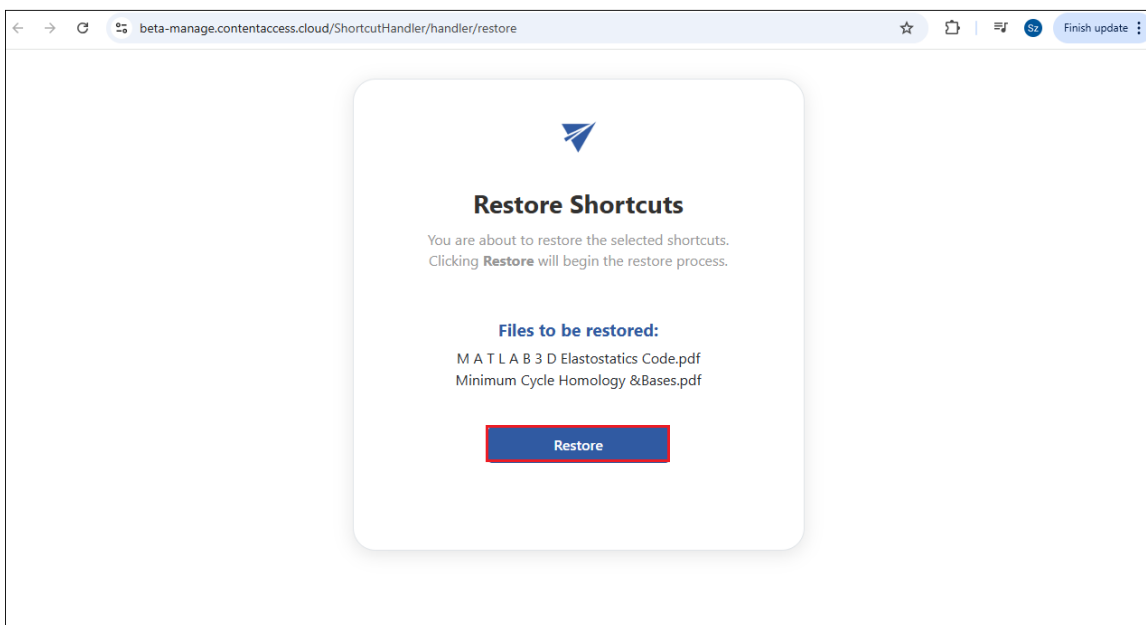 beta-manage.contentaccess.cloud/ShortcutHandler/handler/restore
Sz
Finish update
Restore Shortcuts
You are about to restore the selected shortcuts.
Clicking Restore will begin the restore process.
Files to be restored:
M A T L A B 3 D Elastostatics Code.pdf
Minimum Cycle Homology &Bases.pdf
Restore